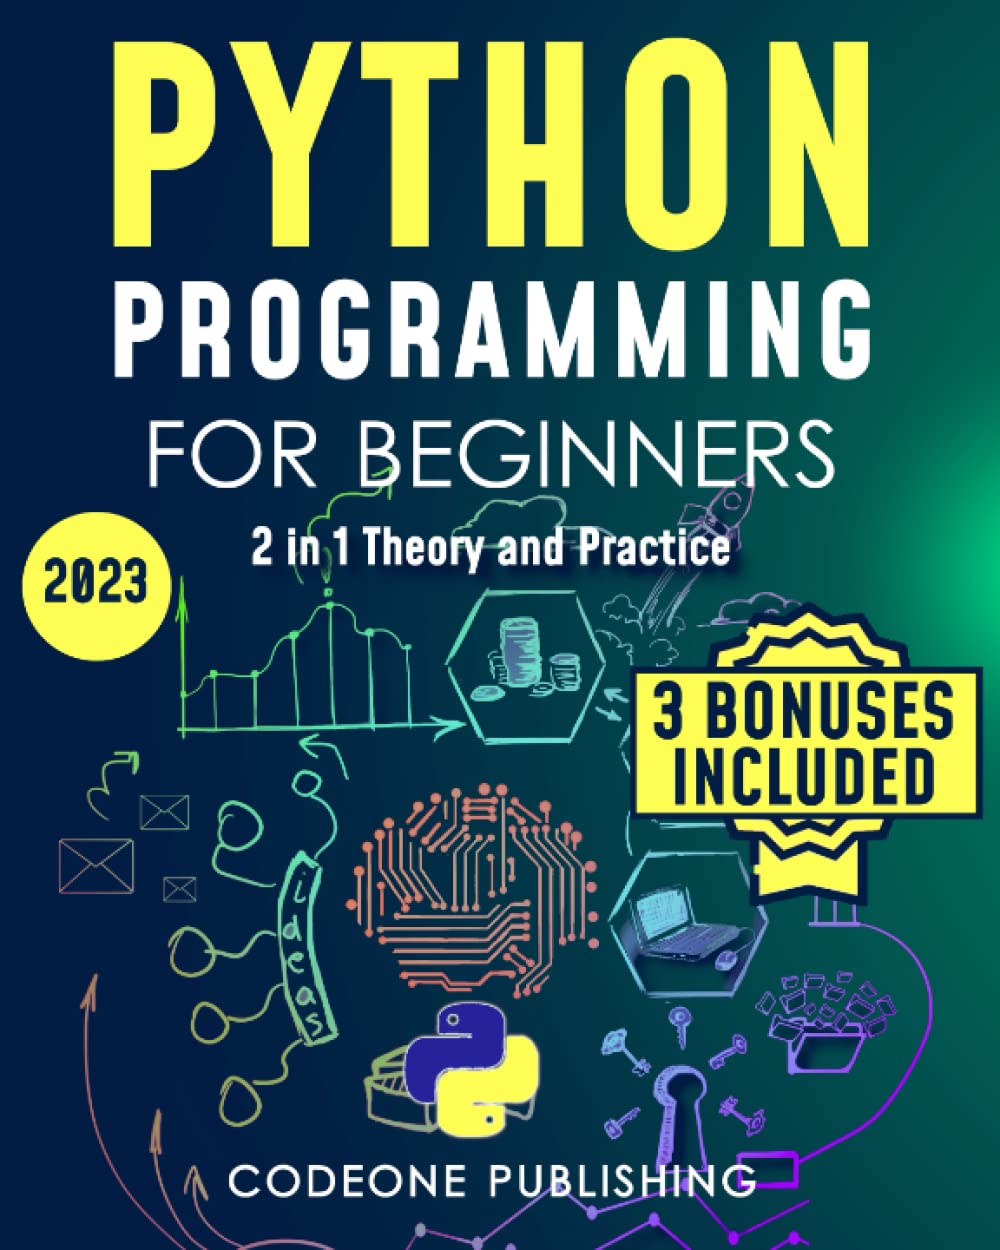 PYTHON
PROGRAMMING
FOR BEGINNERS
2 in 1 Theory and Practice
2023
3 BONUSES
INCLUDED
ideas
CODEONE PUBLISHING